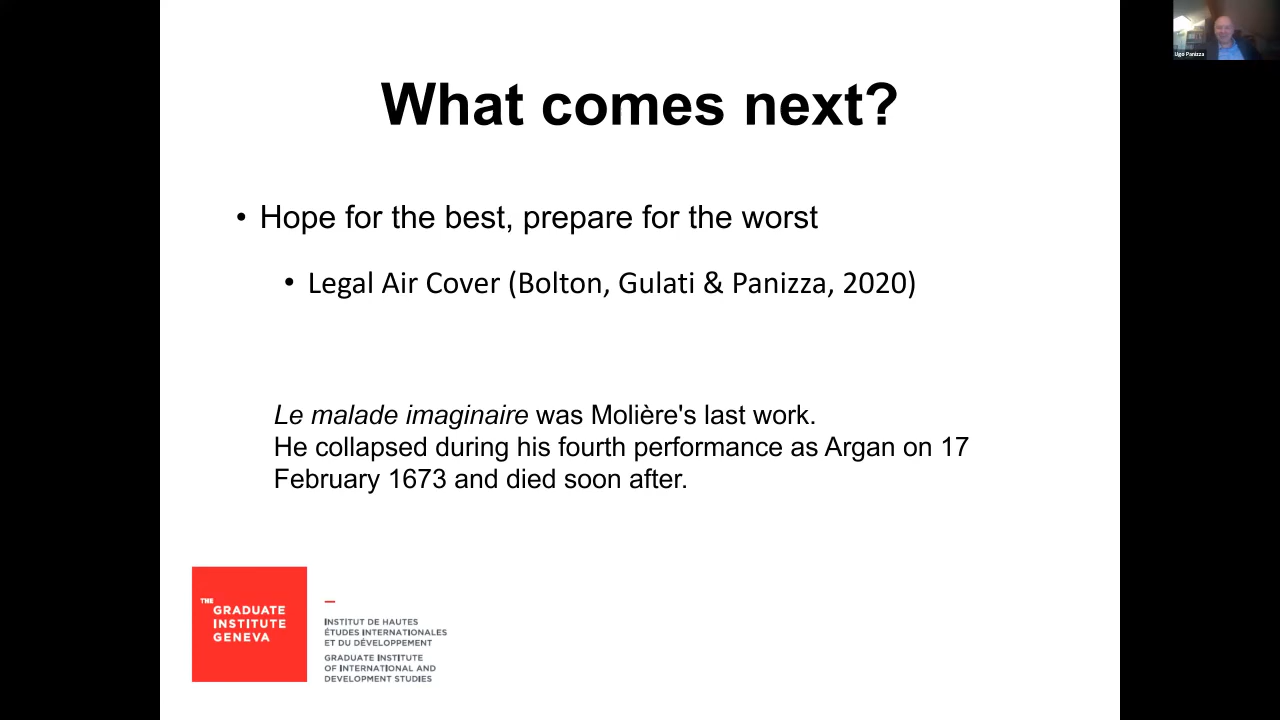 What comes next?
• Hope for the best, prepare for the worst
• Legal Air Cover (Bolton, Gulati & Panizza, 2020)
Le malade imaginaire was Molière's last work.
He collapsed during his fourth performance as Argan on 17
February 1673 and died soon after.
THE
GRADUATE
INSTITUTE
GENEVA
INSTITUT DE HAUTES
ÉTUDES INTERNATIONALES
ET DU DÉVELOPPEMENT
GRADUATE INSTITUTE
OF INTERNATIONAL AND
DEVELOPMENT STUDIES
Ugo Panizza